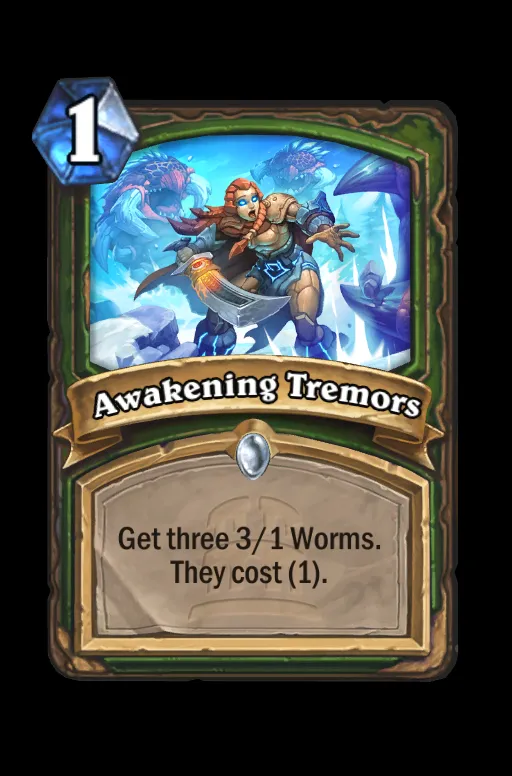 1
Awakening Tremors
Get three 3/1 Worms.
They cost (1).